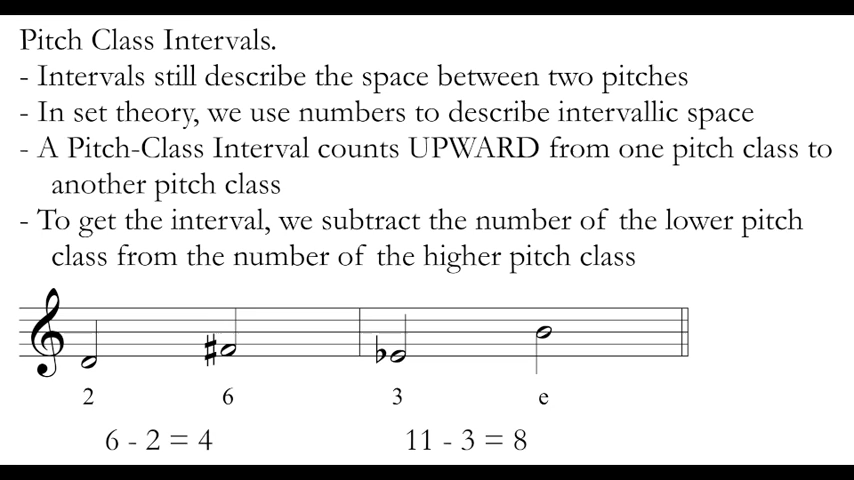 Pitch Class Intervals.
- Intervals still describe the space between two pitches
- In set theory, we use numbers to describe intervallic space
- A Pitch-Class Interval counts UPWARD from one pitch class to
another pitch class
- To get the interval, we subtract the number of the lower pitch
class from the number of the higher pitch class
2 6 3 e
6 - 2 = 4 11 - 3 = 8